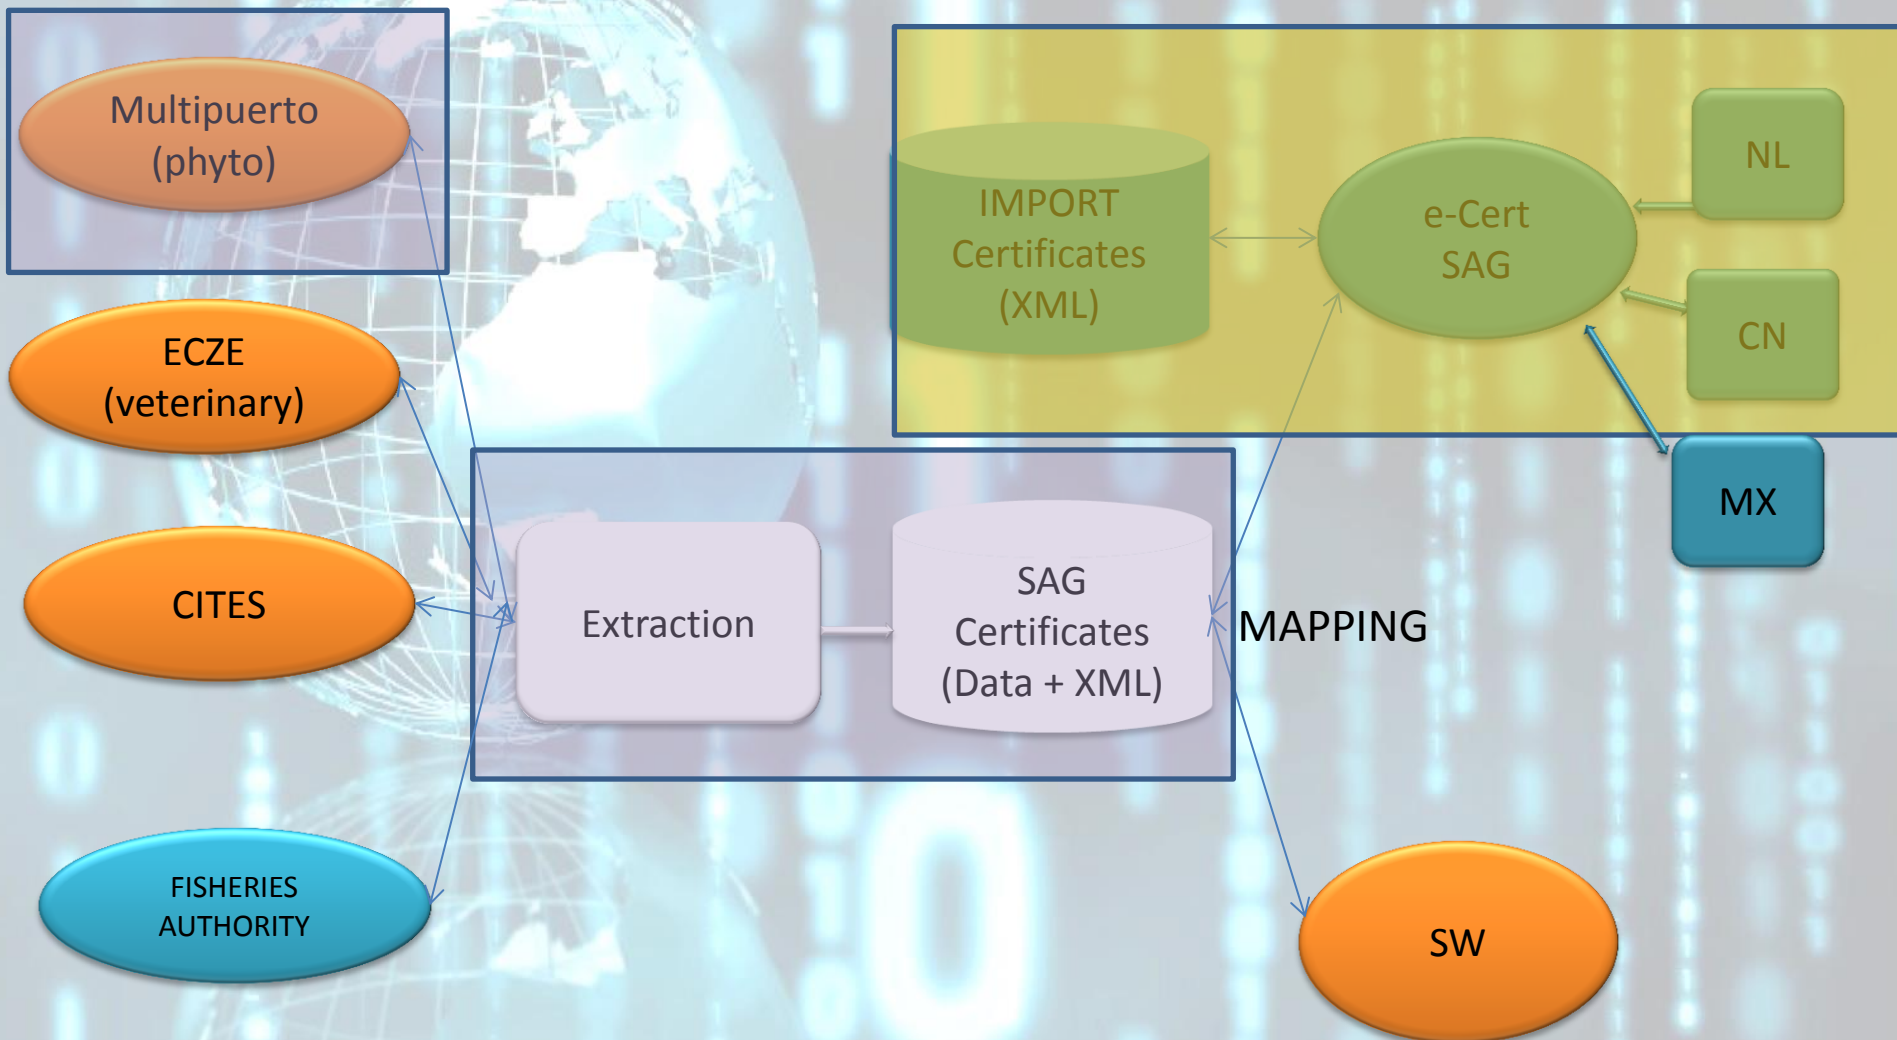 Multipuerto
(phyto)
ECZE
(veterinary)
CITES
FISHERIES
AUTHORITY
Extraction
SAG
Certificates
(Data + XML)
MAPPING
IMPORT
Certificates
(XML)
e-Cert
SAG
NL
CN
MX
SW